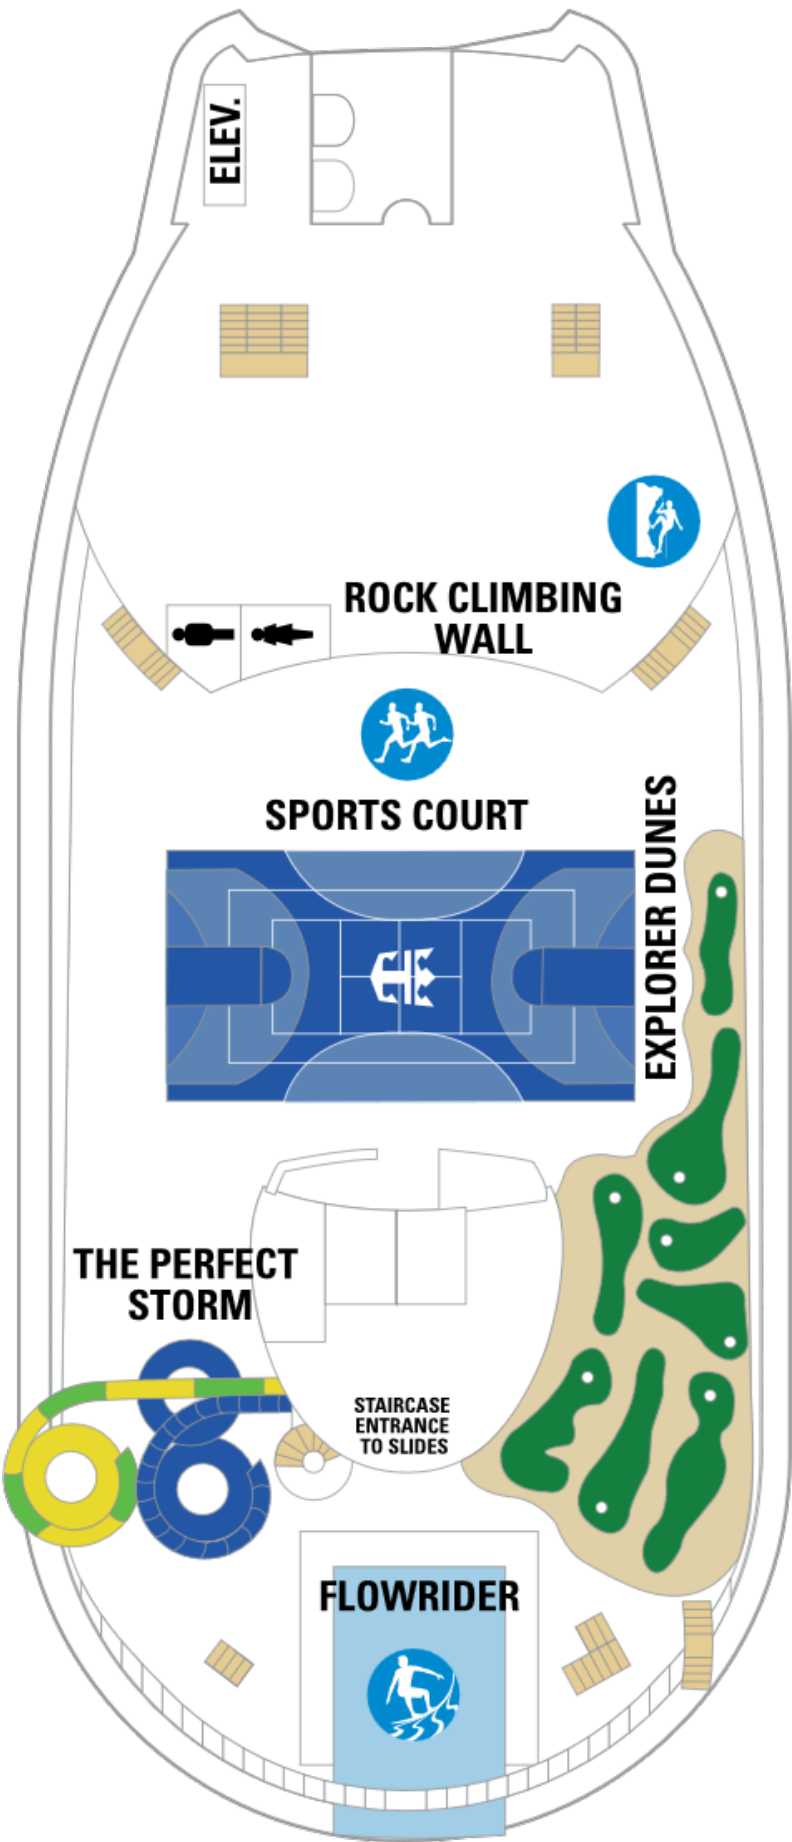 ELEV.
ROCK CLIMBING
WALL
SPORTS COURT
EXPLORER DUNES
THE PERFECT
STORM
STAIRCASE
ENTRANCE
TO SLIDES
FLOWRIDER